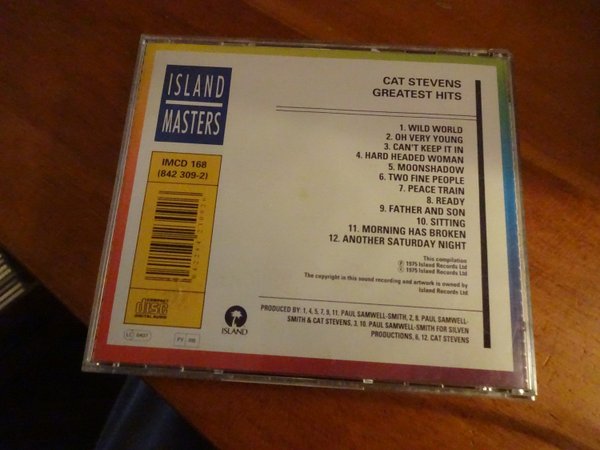 ISLAND
MASTERS
IMCD 168
(842 309-2)
COMPACT
disc
DIGITAL AUDIO
CAT STEVENS
GREATEST HITS
1. WILD WORLD
2. OH VERY YOUNG
3. CAN'T KEEP IT IN
4. HARD HEADED WOMAN
5. MOONSHADOW
6. TWO FINE PEOPLE
7. PEACE TRAIN
8. READY
9. FATHER AND SON
10. SITTING
11. MORNING HAS BROKEN
12. ANOTHER SATURDAY NIGHT
This compilation
Ⓟ 1975 Island Records Ltd
© 1975 Island Records Ltd
The copyright in this sound recording and artwork is owned by
Island Records Ltd
ISLAND
PRODUCED BY: 1, 4, 5, 7, 9, 11. PAUL SAMWELL-SMITH, 2, 8. PAUL SAMWELL-
SMITH & CAT STEVENS, 3. 10. PAUL SAMWELL-SMITH FOR SILVEN
PRODUCTIONS, 6, 12. CAT STEVENS